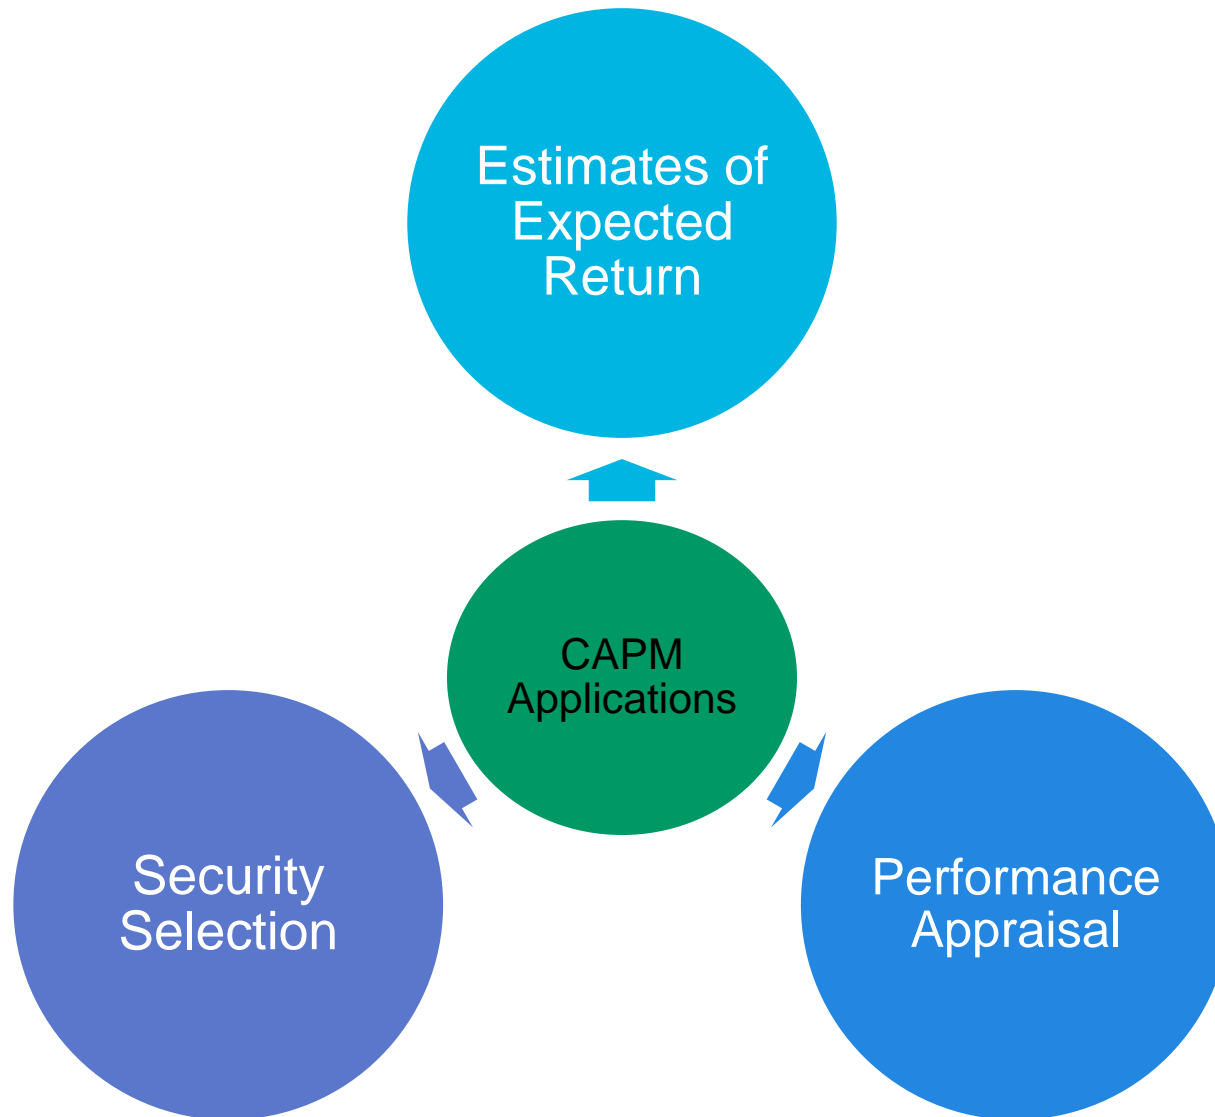 Estimates of
Expected
Return
CAPM
Applications
Security
Selection
Performance
Appraisal